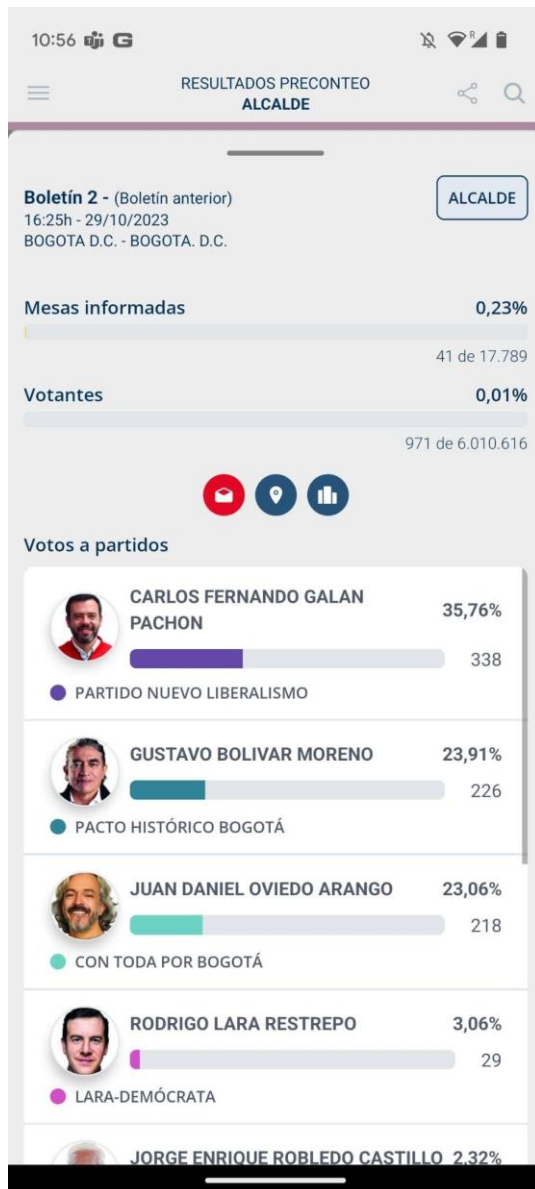 10:56
RESULTADOS PRECONTEO
ALCALDE
Boletín 2 - (Boletín anterior)
ALCALDE
16:25h - 29/10/2023
BOGOTA D.C. - BOGOTA. D.C.
Mesas informadas 0,23%
41 de 17.789
Votantes 0,01%
971 de 6.010.616
Votos a partidos
CARLOS FERNANDO GALAN
PACHON
35,76%
338
PARTIDO NUEVO LIBERALISMO
GUSTAVO BOLIVAR MORENO 23,91%
226
PACTO HISTÓRICO BOGOTÁ
JUAN DANIEL OVIEDO ARANGO 23,06%
218
CON TODA POR BOGOTÁ
RODRIGO LARA RESTREPO 3,06%
29
LARA-DEMÓCRATA
JORGE ENRIQUE ROBLEDO CASTILLO 2,32%